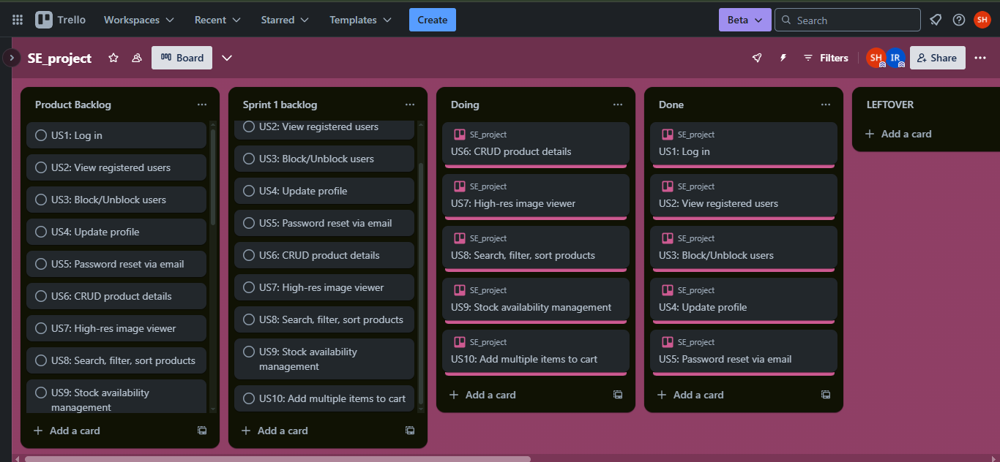 Trello Workspaces Recent Starred Templates Create Beta Search SH
SE_project Board Filters SH IR Share
Product Backlog
US1: Log in
US2: View registered users
US3: Block/Unblock users
US4: Update profile
US5: Password reset via email
US6: CRUD product details
US7: High-res image viewer
US8: Search, filter, sort products
US9: Stock availability
management
Add a card
Sprint 1 backlog
US2: View registered users
US3: Block/Unblock users
US4: Update profile
US5: Password reset via email
US6: CRUD product details
US7: High-res image viewer
US8: Search, filter, sort products
US9: Stock availability
management
US10: Add multiple items to cart
Add a card
Doing
SE_project
US6: CRUD product details
SE_project
US7: High-res image viewer
SE_project
US8: Search, filter, sort products
SE_project
US9: Stock availability management
SE_project
US10: Add multiple items to cart
Add a card
Done
SE_project
US1: Log in
SE_project
US2: View registered users
SE_project
US3: Block/Unblock users
SE_project
US4: Update profile
SE_project
US5: Password reset via email
Add a card
LEFTOVER
Add a card